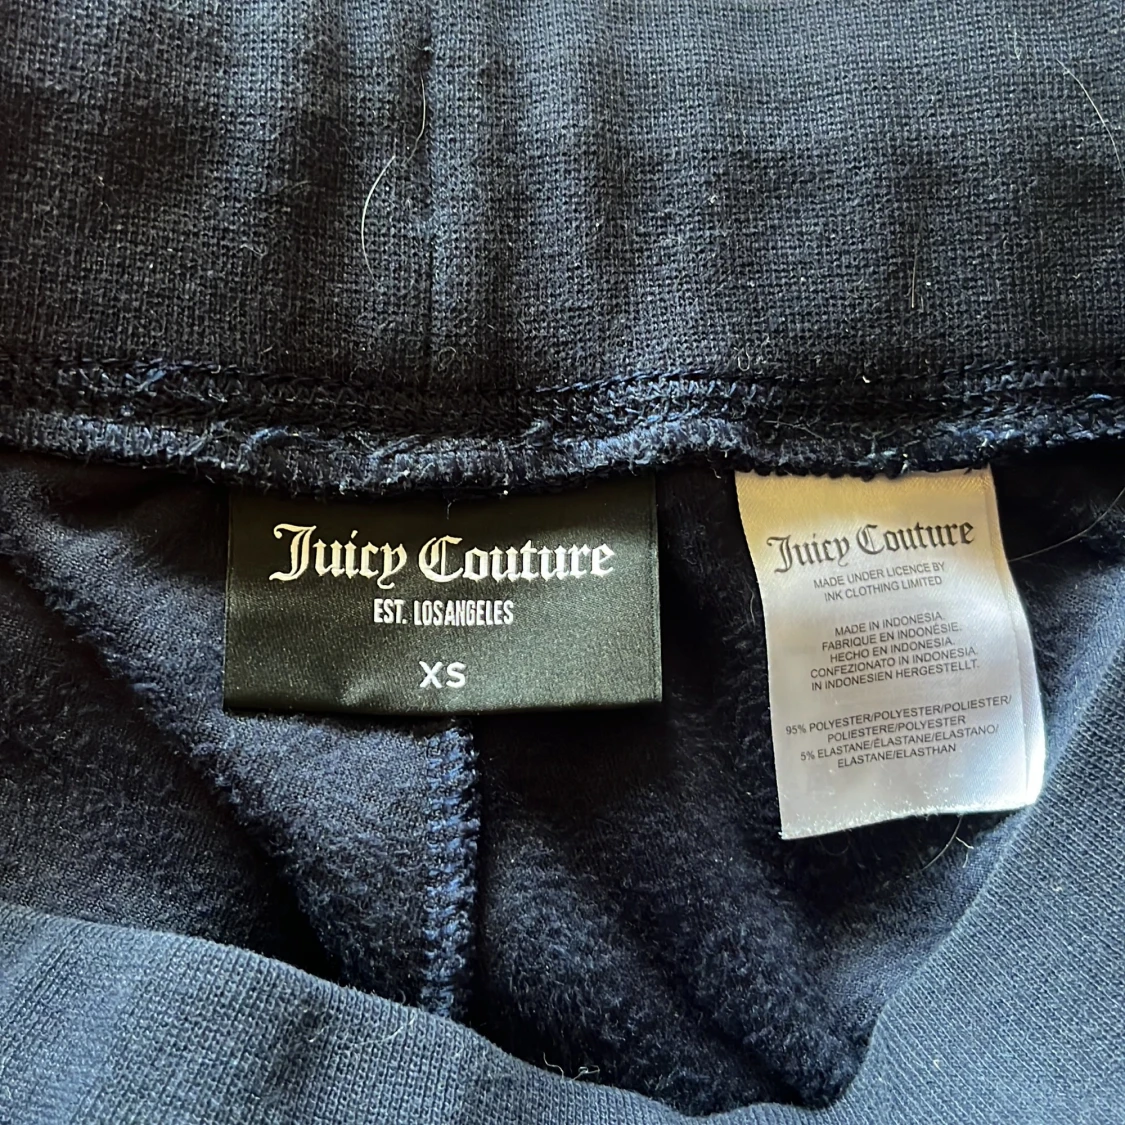 Juicy Couture
EST. LOS ANGELES
XS
Juicy Couture
MADE UNDER LICENCE BY
INK CLOTHING LIMITED
MADE IN INDONESIA.
FABRIQUE EN INDONÉSIE.
HECHO EN INDONESIA.
CONFEZIONATO IN INDONESIA.
IN INDONESIEN HERGESTELLT.
95% POLYESTER/POLYESTER/POLIESTER/
POLIESTERE/POLYESTER
5% ELASTANE/ÉLASTANE/ELASTANO/
ELASTANE/ELASTHAN